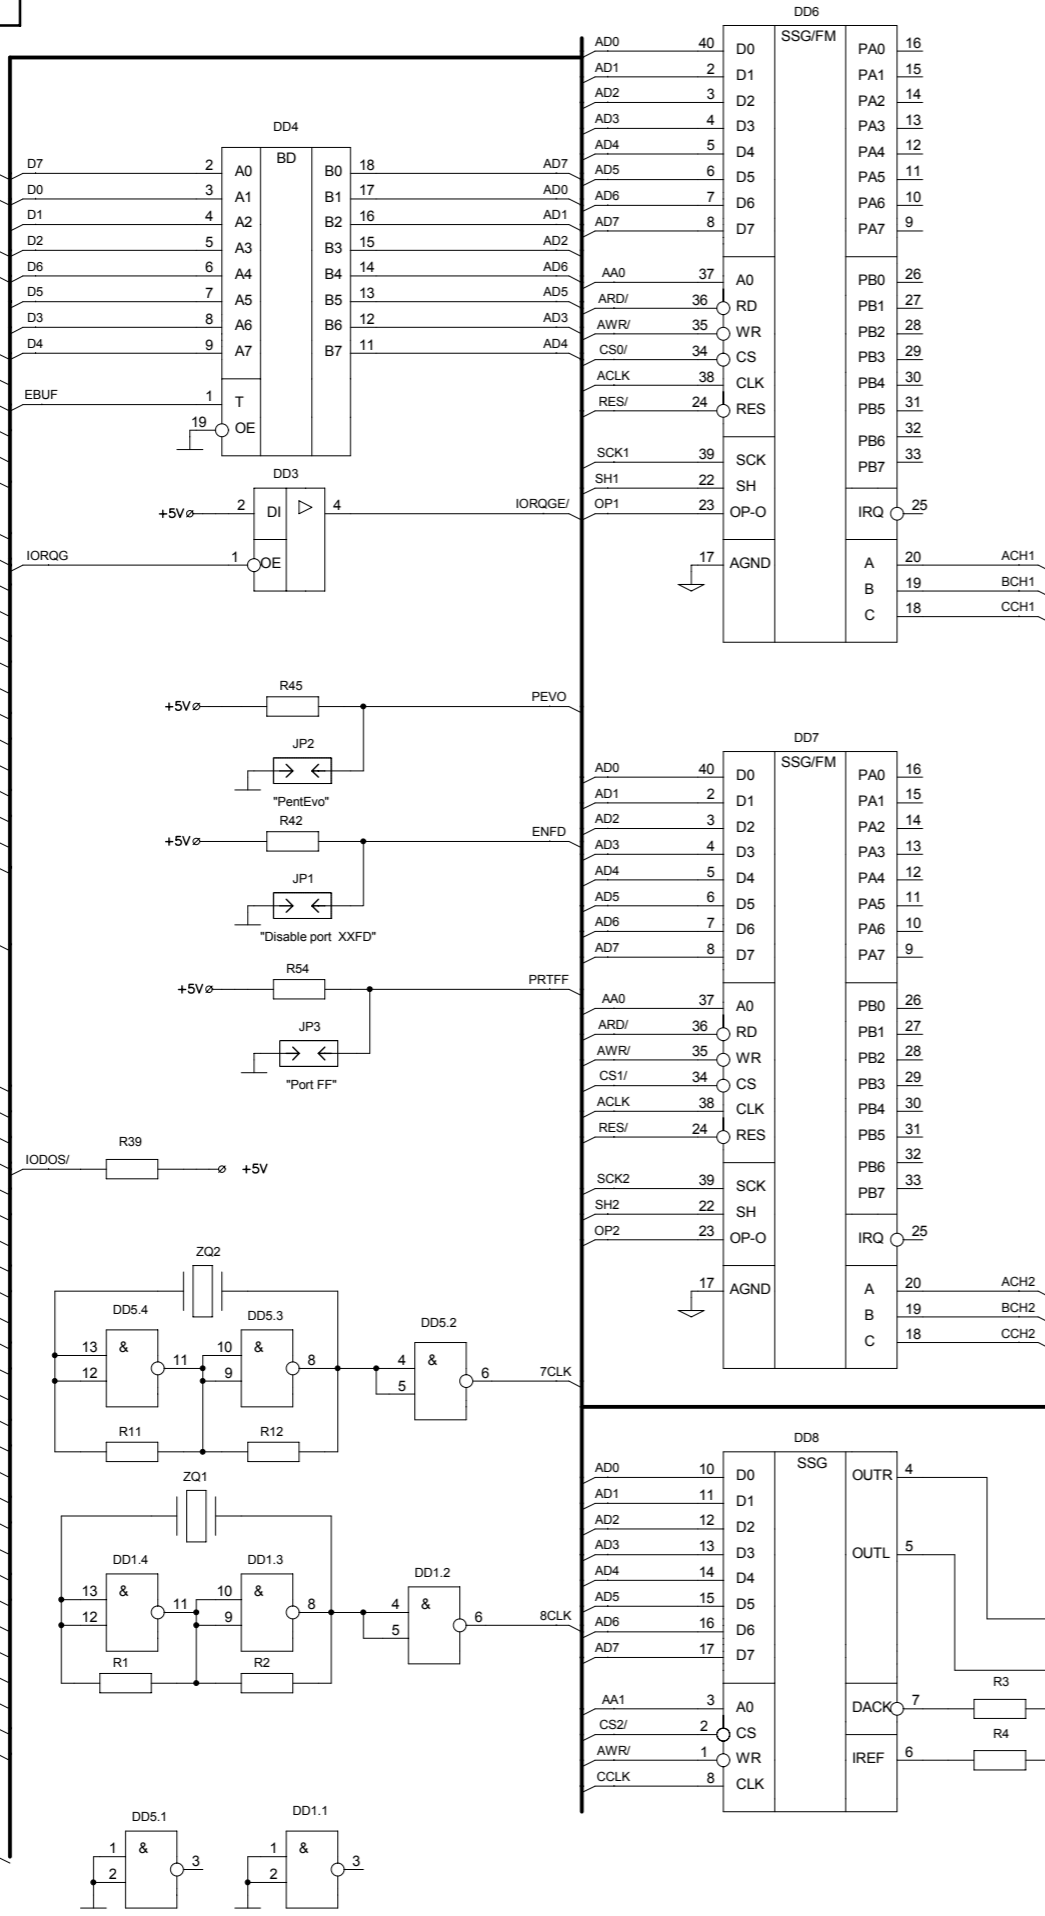 DD4
BD
D7 2 A0 B0 18 AD7
D0 3 A1 B1 17 AD0
D1 4 A2 B2 16 AD1
D2 5 A3 B3 15 AD2
D6 6 A4 B4 14 AD6
D5 7 A5 B5 13 AD5
D3 8 A6 B6 12 AD3
D4 9 A7 B7 11 AD4
EBUF 1 T
19 OE
DD3
+5V 2 DI 4 IORQGE/
IORQG 1 OE
R45
+5V PEVO
JP2
"PentEvo"
R42
+5V ENFD
JP1
"Disable port XXFD"
R54
+5V PRTFF
JP3
"Port FF"
R39
IODOS/ +5V
ZQ2
DD5.4 DD5.3
DD5.2
13 & 11 10 & 8 4 & 6 7CLK
12 9 5
R11 R12
ZQ1
DD1.4 DD1.3
DD1.2
13 & 11 10 & 8 4 & 6 8CLK
12 9 5
R1 R2
DD5.1 DD1.1
1 & 3 1 & 3
2 2
DD6
SSG/FM
AD0 40 D0 PA0 16
AD1 2 D1 PA1 15
AD2 3 D2 PA2 14
AD3 4 D3 PA3 13
AD4 5 D4 PA4 12
AD5 6 D5 PA5 11
AD6 7 D6 PA6 10
AD7 8 D7 PA7 9
AA0 37 A0 PB0 26
ARD/ 36 RD PB1 27
AWR/ 35 WR PB2 28
CS0/ 34 CS PB3 29
ACLK 38 CLK PB4 30
RES/ 24 RES PB5 31
PB6 32
SCK1 39 SCK PB7 33
SH1 22 SH
OP1 23 OP-O IRQ 25
17 AGND A 20 ACH1
B 19 BCH1
C 18 CCH1
DD7
SSG/FM
AD0 40 D0 PA0 16
AD1 2 D1 PA1 15
AD2 3 D2 PA2 14
AD3 4 D3 PA3 13
AD4 5 D4 PA4 12
AD5 6 D5 PA5 11
AD6 7 D6 PA6 10
AD7 8 D7 PA7 9
AA0 37 A0 PB0 26
ARD/ 36 RD PB1 27
AWR/ 35 WR PB2 28
CS1/ 34 CS PB3 29
ACLK 38 CLK PB4 30
RES/ 24 RES PB5 31
PB6 32
SCK2 39 SCK PB7 33
SH2 22 SH
OP2 23 OP-O IRQ 25
17 AGND A 20 ACH2
B 19 BCH2
C 18 CCH2
DD8
SSG
AD0 10 D0 OUTR 4
AD1 11 D1
AD2 12 D2
AD3 13 D3 OUTL 5
AD4 14 D4
AD5 15 D5
AD6 16 D6
AD7 17 D7
R3
AA1 3 A0 DACK 7
CS2/ 2 CS
R4
AWR/ 1 WR IREF 6
CCLK 8 CLK